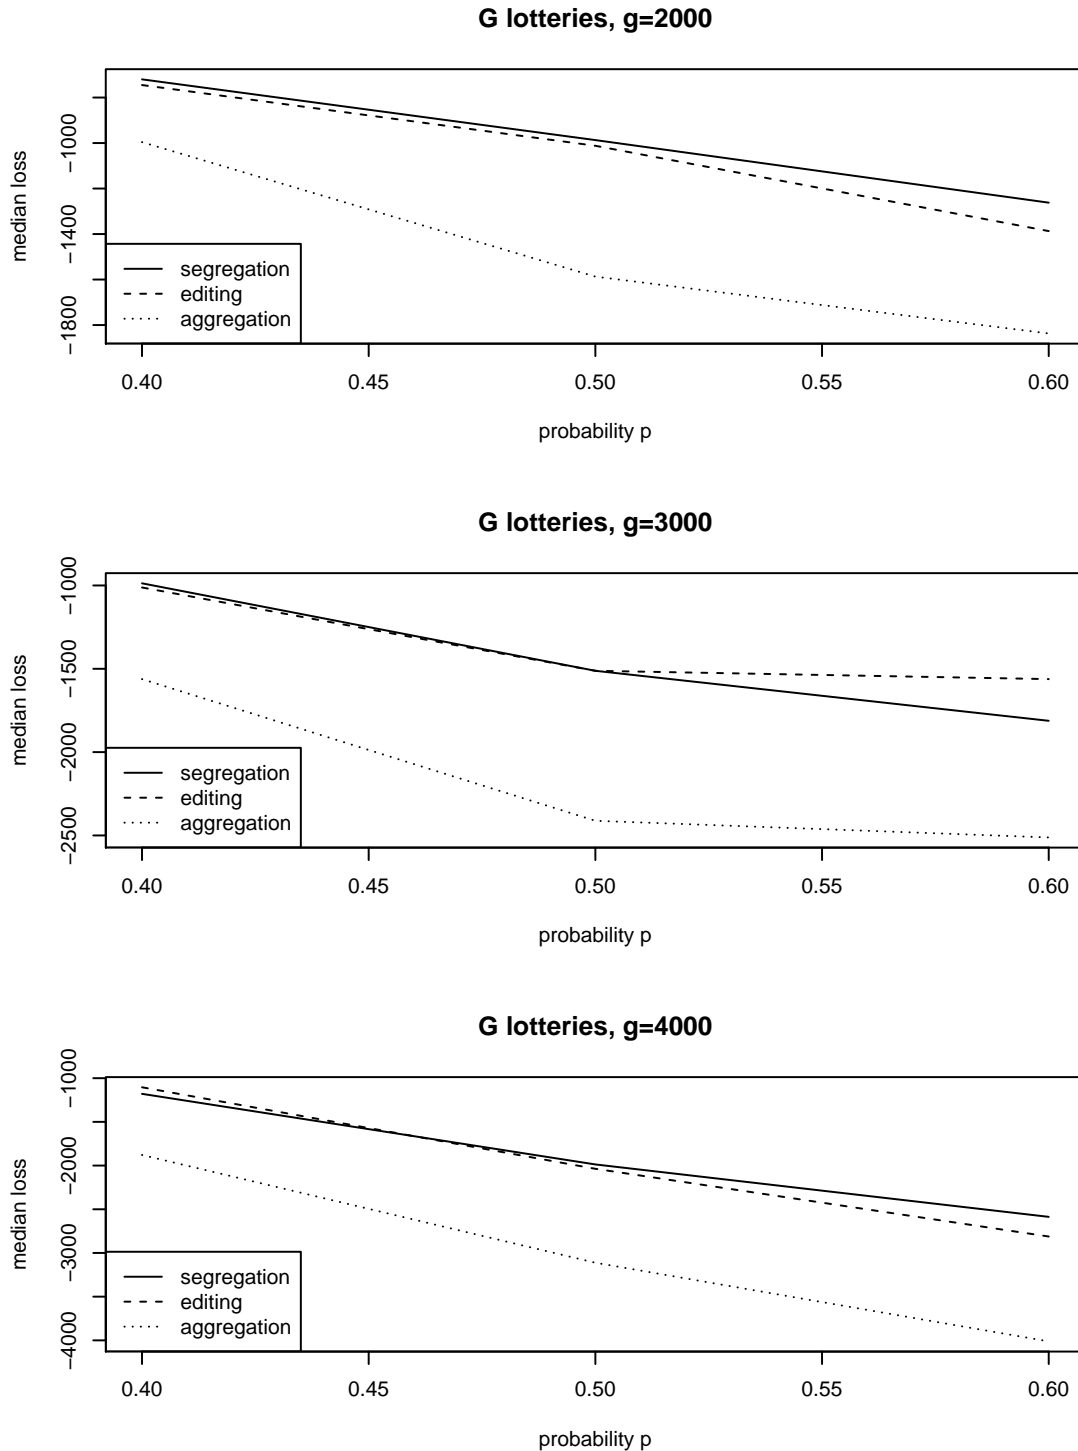 G lotteries, g=2000
median loss
−1000
−1400
−1800
segregation
editing
aggregation
0.40 0.45 0.50 0.55 0.60
probability p
G lotteries, g=3000
median loss
−1000
−1500
−2000
−2500
segregation
editing
aggregation
0.40 0.45 0.50 0.55 0.60
probability p
G lotteries, g=4000
median loss
−1000
−2000
−3000
−4000
segregation
editing
aggregation
0.40 0.45 0.50 0.55 0.60
probability p